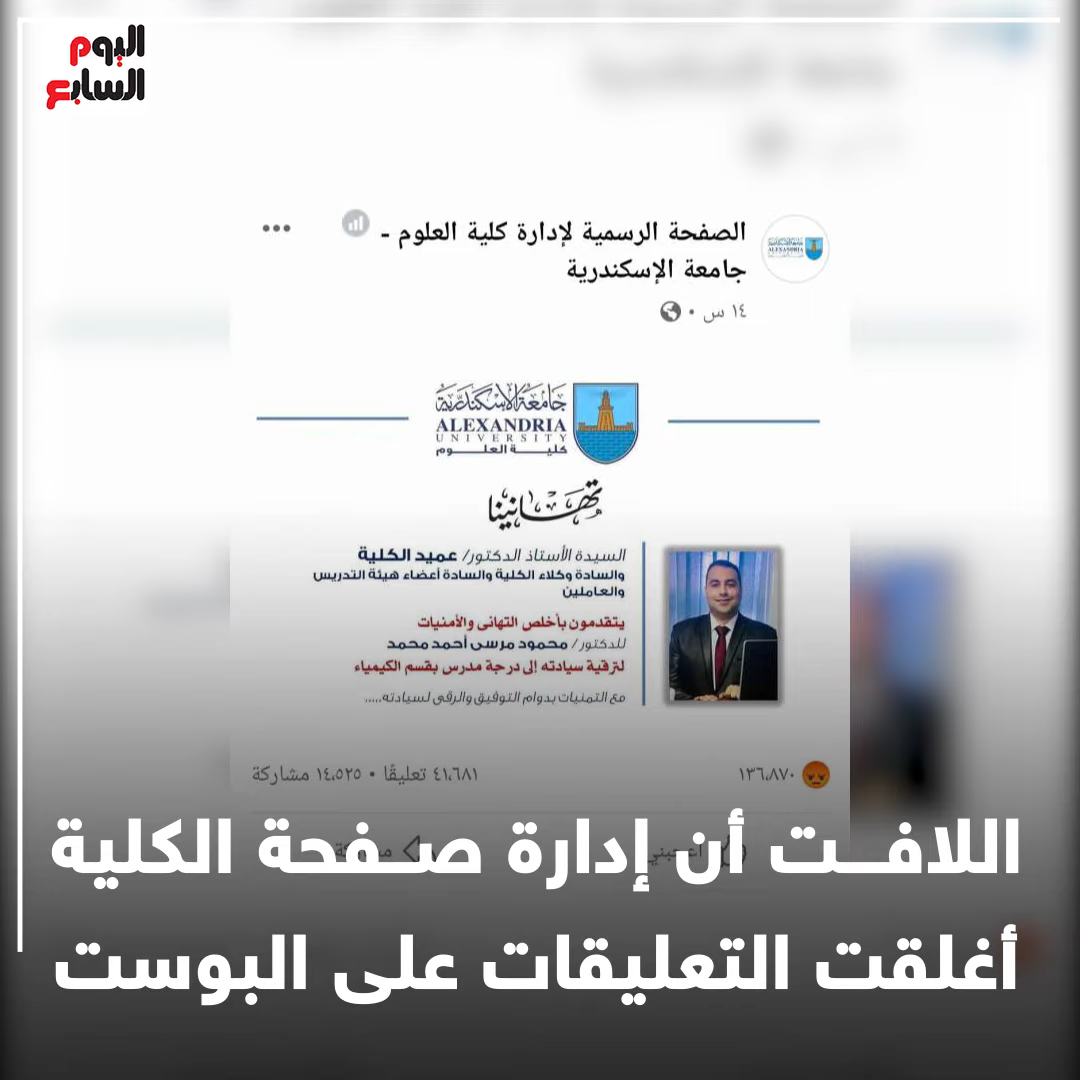 اليوم
السابع
الصفحة الرسمية لإدارة كلية العلوم -
جامعة الإسكندرية
١٤ س
جامعة الإسكندرية
ALEXANDRIA
UNIVERSITY
كلية العلوم
تهانينا
السيدة الأستاذ الدكتور/ عميد الكلية
والسادة وكلاء الكلية والسادة أعضاء هيئة التدريس
والعاملين
يتقدمون بأخلص التهانى والأمنيات
للدكتور/ محمود مرسى أحمد محمد
لترقية سيادته إلى درجة مدرس بقسم الكيمياء
مع التمنيات بدوام التوفيق والرقى لسيادته.....
١٣٦،٨٧٠
٤١،٦٨١ تعليقًا • ١٤،٥٢٥ مشاركة
اللافت أن إدارة صفحة الكلية
أغلقت التعليقات على البوست